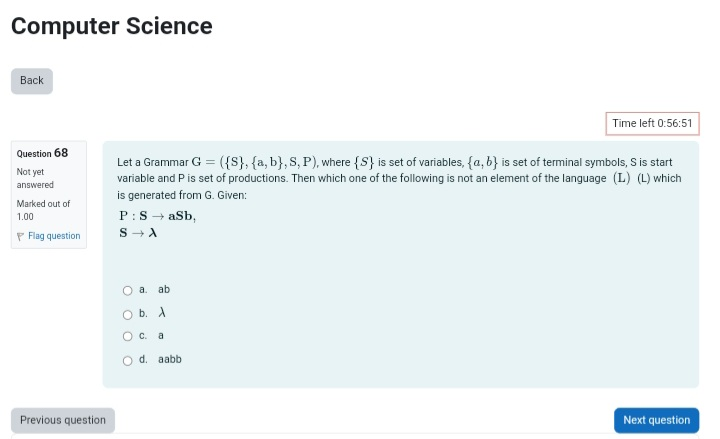 Computer Science
Back
Time left 0:56:51
Question 68
Not yet
answered
Marked out of
1.00
Flag question
Let a Grammar G = ({S}, {a, b}, S, P), where {S} is set of variables, {a, b} is set of terminal symbols, S is start
variable and P is set of productions. Then which one of the following is not an element of the language (L) (L) which
is generated from G. Given:
P : S → aSb,
S → λ
a. ab
b. λ
c. a
d. aabb
Previous question
Next question